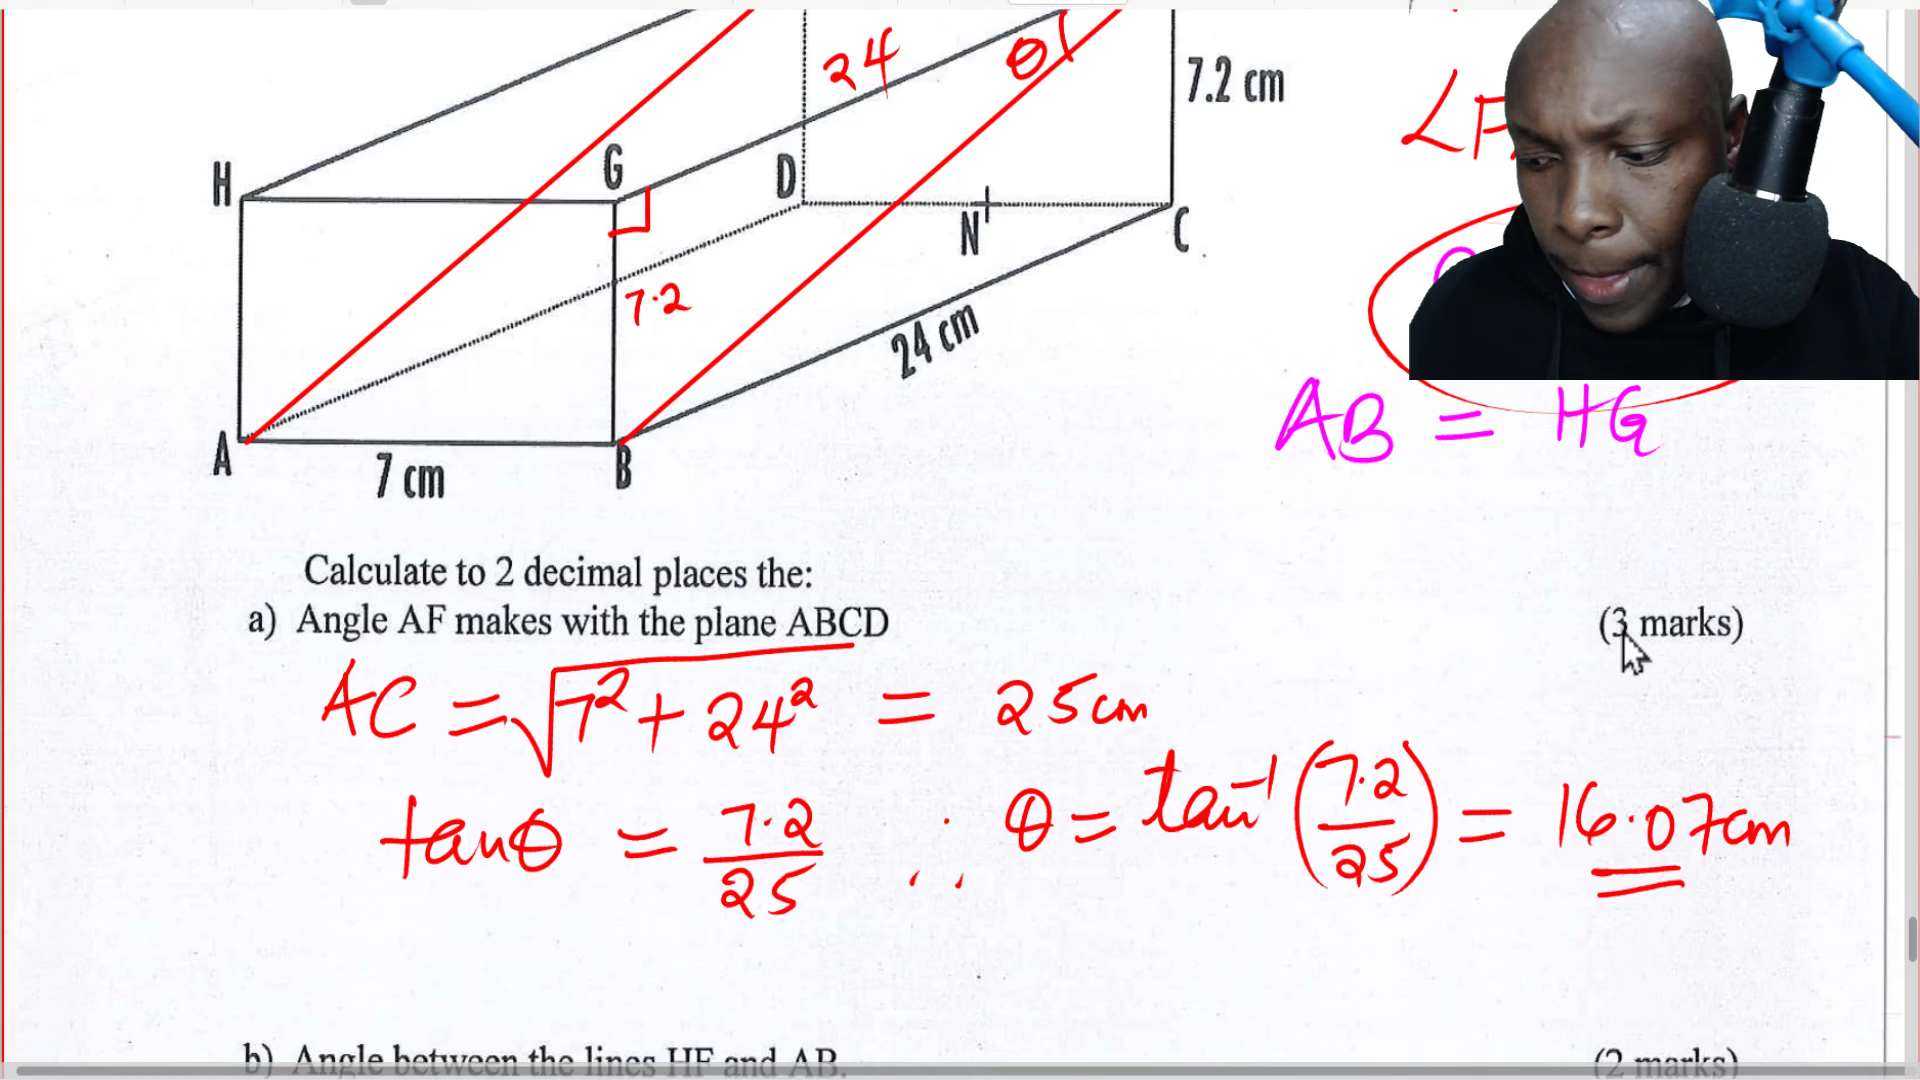 24
θ
7.2 cm
H
G
D
N
C
7.2
24 cm
AB = HG
A
7 cm
B
Calculate to 2 decimal places the:
a) Angle AF makes with the plane ABCD (3 marks)
AC = √7² + 24² = 25cm
tanθ = 7.2/25 ∴ θ = tan⁻¹(7.2/25) = 16.07cm
b) Angle between the lines HF and AB. (2 marks)